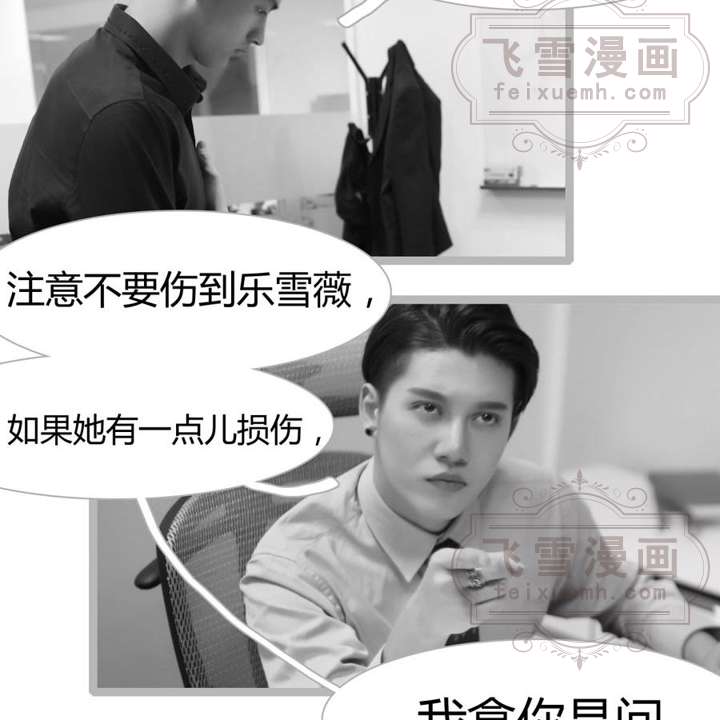 飞雪漫画
feixuemh.com
注意不要伤到乐雪薇，
如果她有一点儿损伤，
飞雪漫画
feixuemh.com
我拿你是问